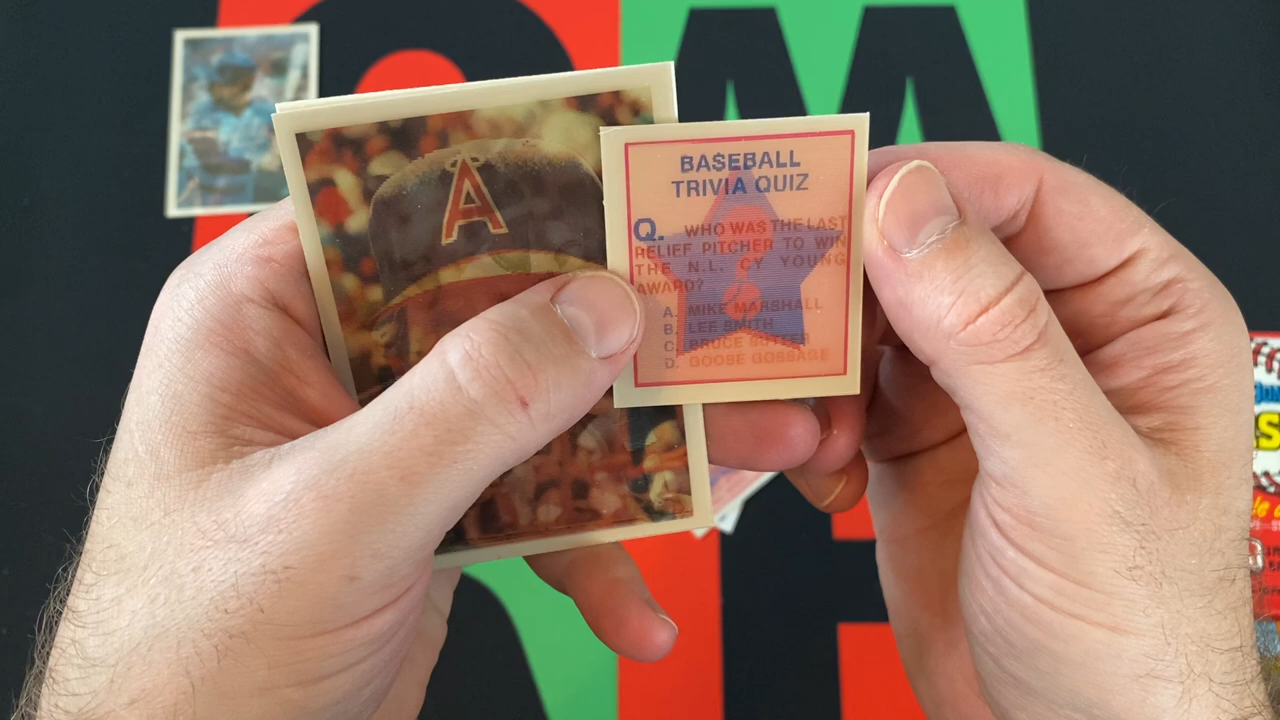 A
BASEBALL
TRIVIA QUIZ
Q. WHO WAS THE LAST
RELIEF PITCHER TO WIN
THE N.L. CY YOUNG
AWARD?
A. MIKE MARSHALL
B. LEE SMITH
C. BRUCE SUTTER
D. GOOSE GOSSAGE